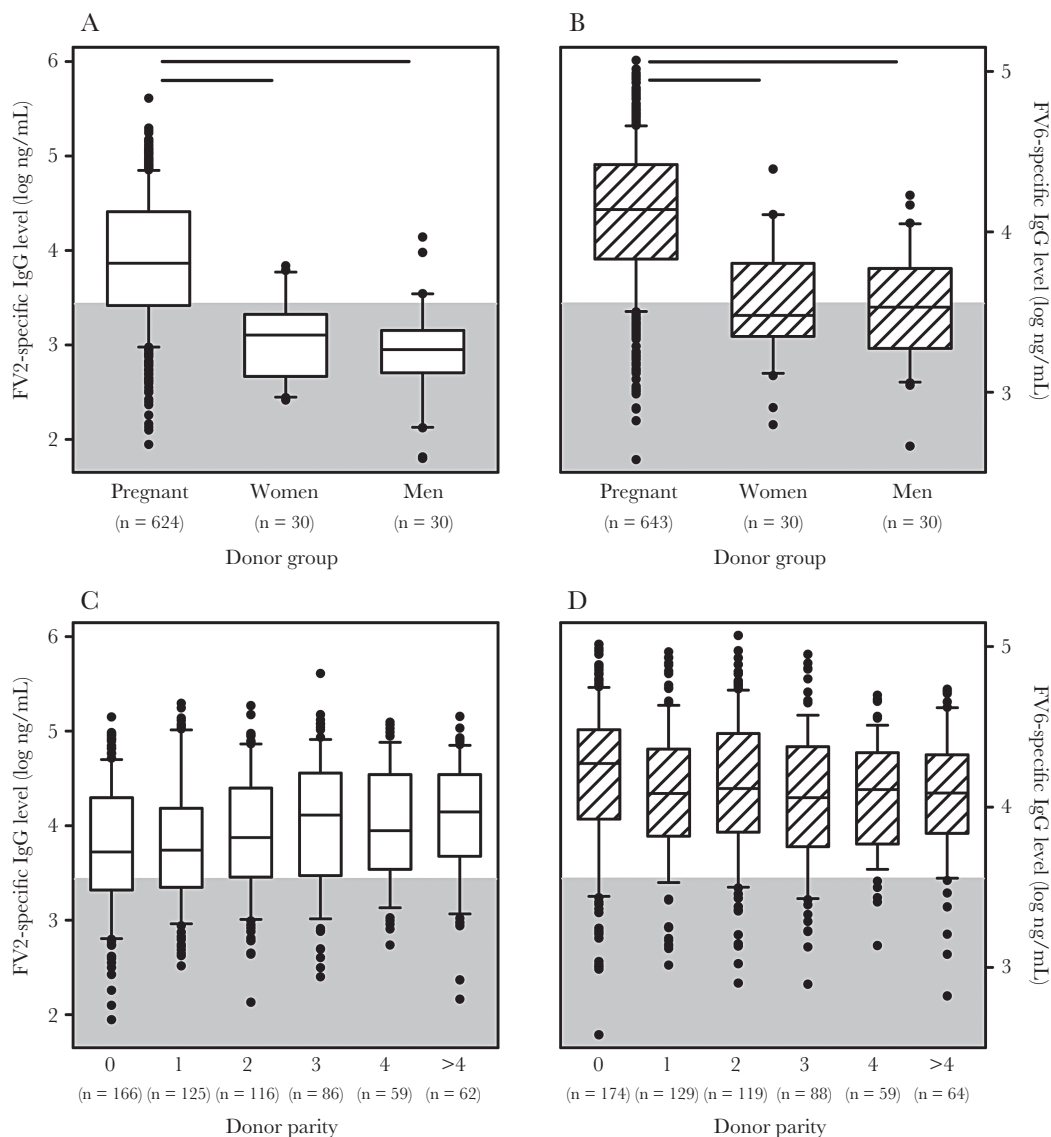 A
FV2-specific IgG level (log ng/mL)
6
5
4
3
2
Pregnant Women Men
(n = 624) (n = 30) (n = 30)
Donor group
B
FV6-specific IgG level (log ng/mL)
5
4
3
Pregnant Women Men
(n = 643) (n = 30) (n = 30)
Donor group
C
FV2-specific IgG level (log ng/mL)
6
5
4
3
2
0 1 2 3 4 >4
(n = 166) (n = 125) (n = 116) (n = 86) (n = 59) (n = 62)
Donor parity
D
FV6-specific IgG level (log ng/mL)
5
4
3
0 1 2 3 4 >4
(n = 174) (n = 129) (n = 119) (n = 88) (n = 59) (n = 64)
Donor parity